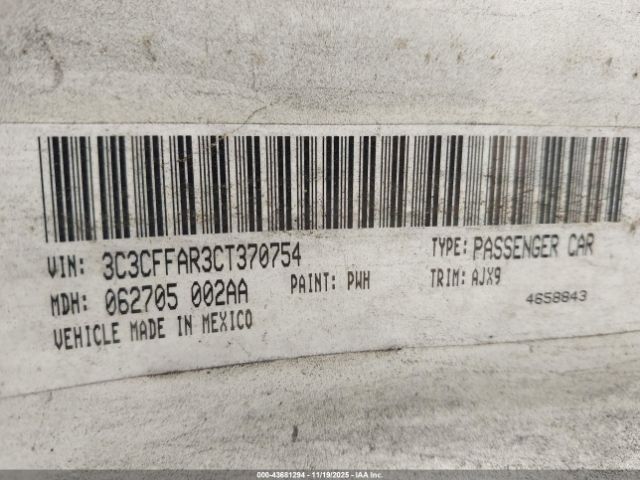 VIN: 3C3CFFAR3CT370754 TYPE: PASSENGER CAR
MDH: 062705 002AA PAINT: PWH TRIM: AJX9
VEHICLE MADE IN MEXICO 4658843
000-43681294 - 11/19/2025 - IAA Inc.